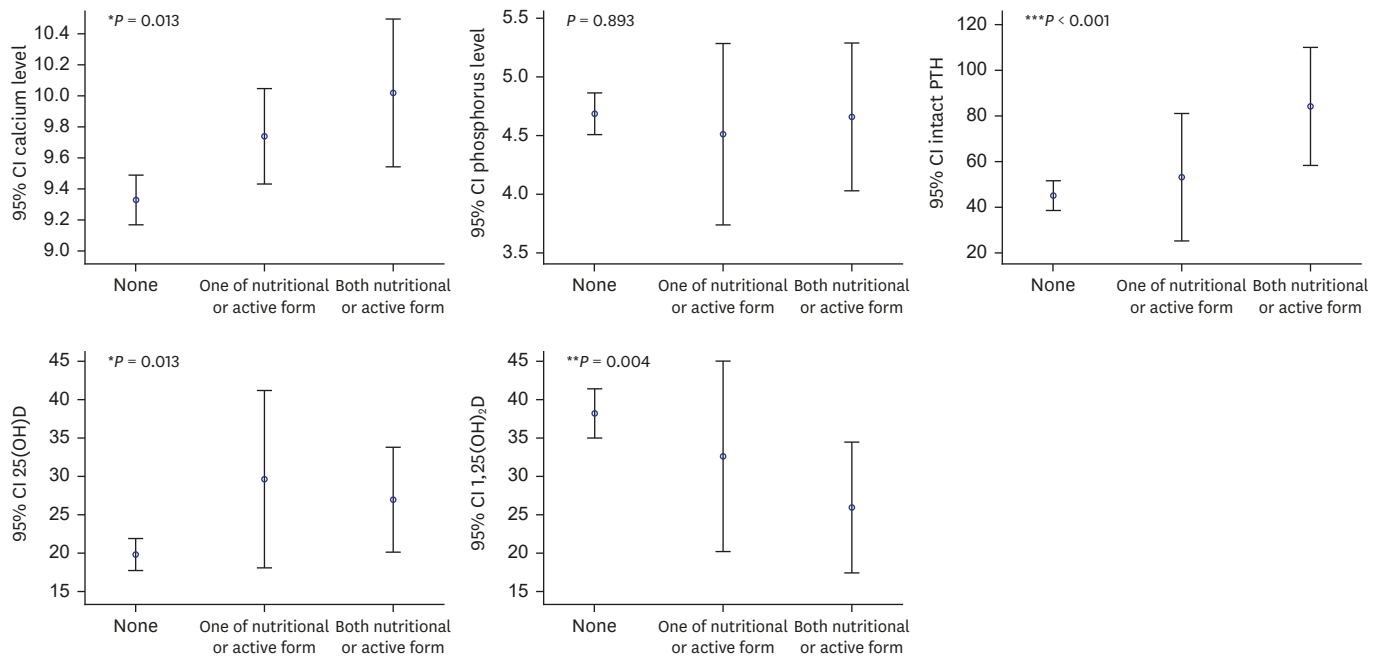 *P = 0.013
95% CI calcium level
10.4
10.2
10.0
9.8
9.6
9.4
9.2
9.0
None
One of nutritional
or active form
Both nutritional
or active form
P = 0.893
95% CI phosphorus level
5.5
5.0
4.5
4.0
3.5
None
One of nutritional
or active form
Both nutritional
or active form
***P < 0.001
95% CI intact PTH
120
100
80
60
40
20
None
One of nutritional
or active form
Both nutritional
or active form
*P = 0.013
95% CI 25(OH)D
45
40
35
30
25
20
15
None
One of nutritional
or active form
Both nutritional
or active form
**P = 0.004
95% CI 1,25(OH)₂D
45
40
35
30
25
20
15
None
One of nutritional
or active form
Both nutritional
or active form